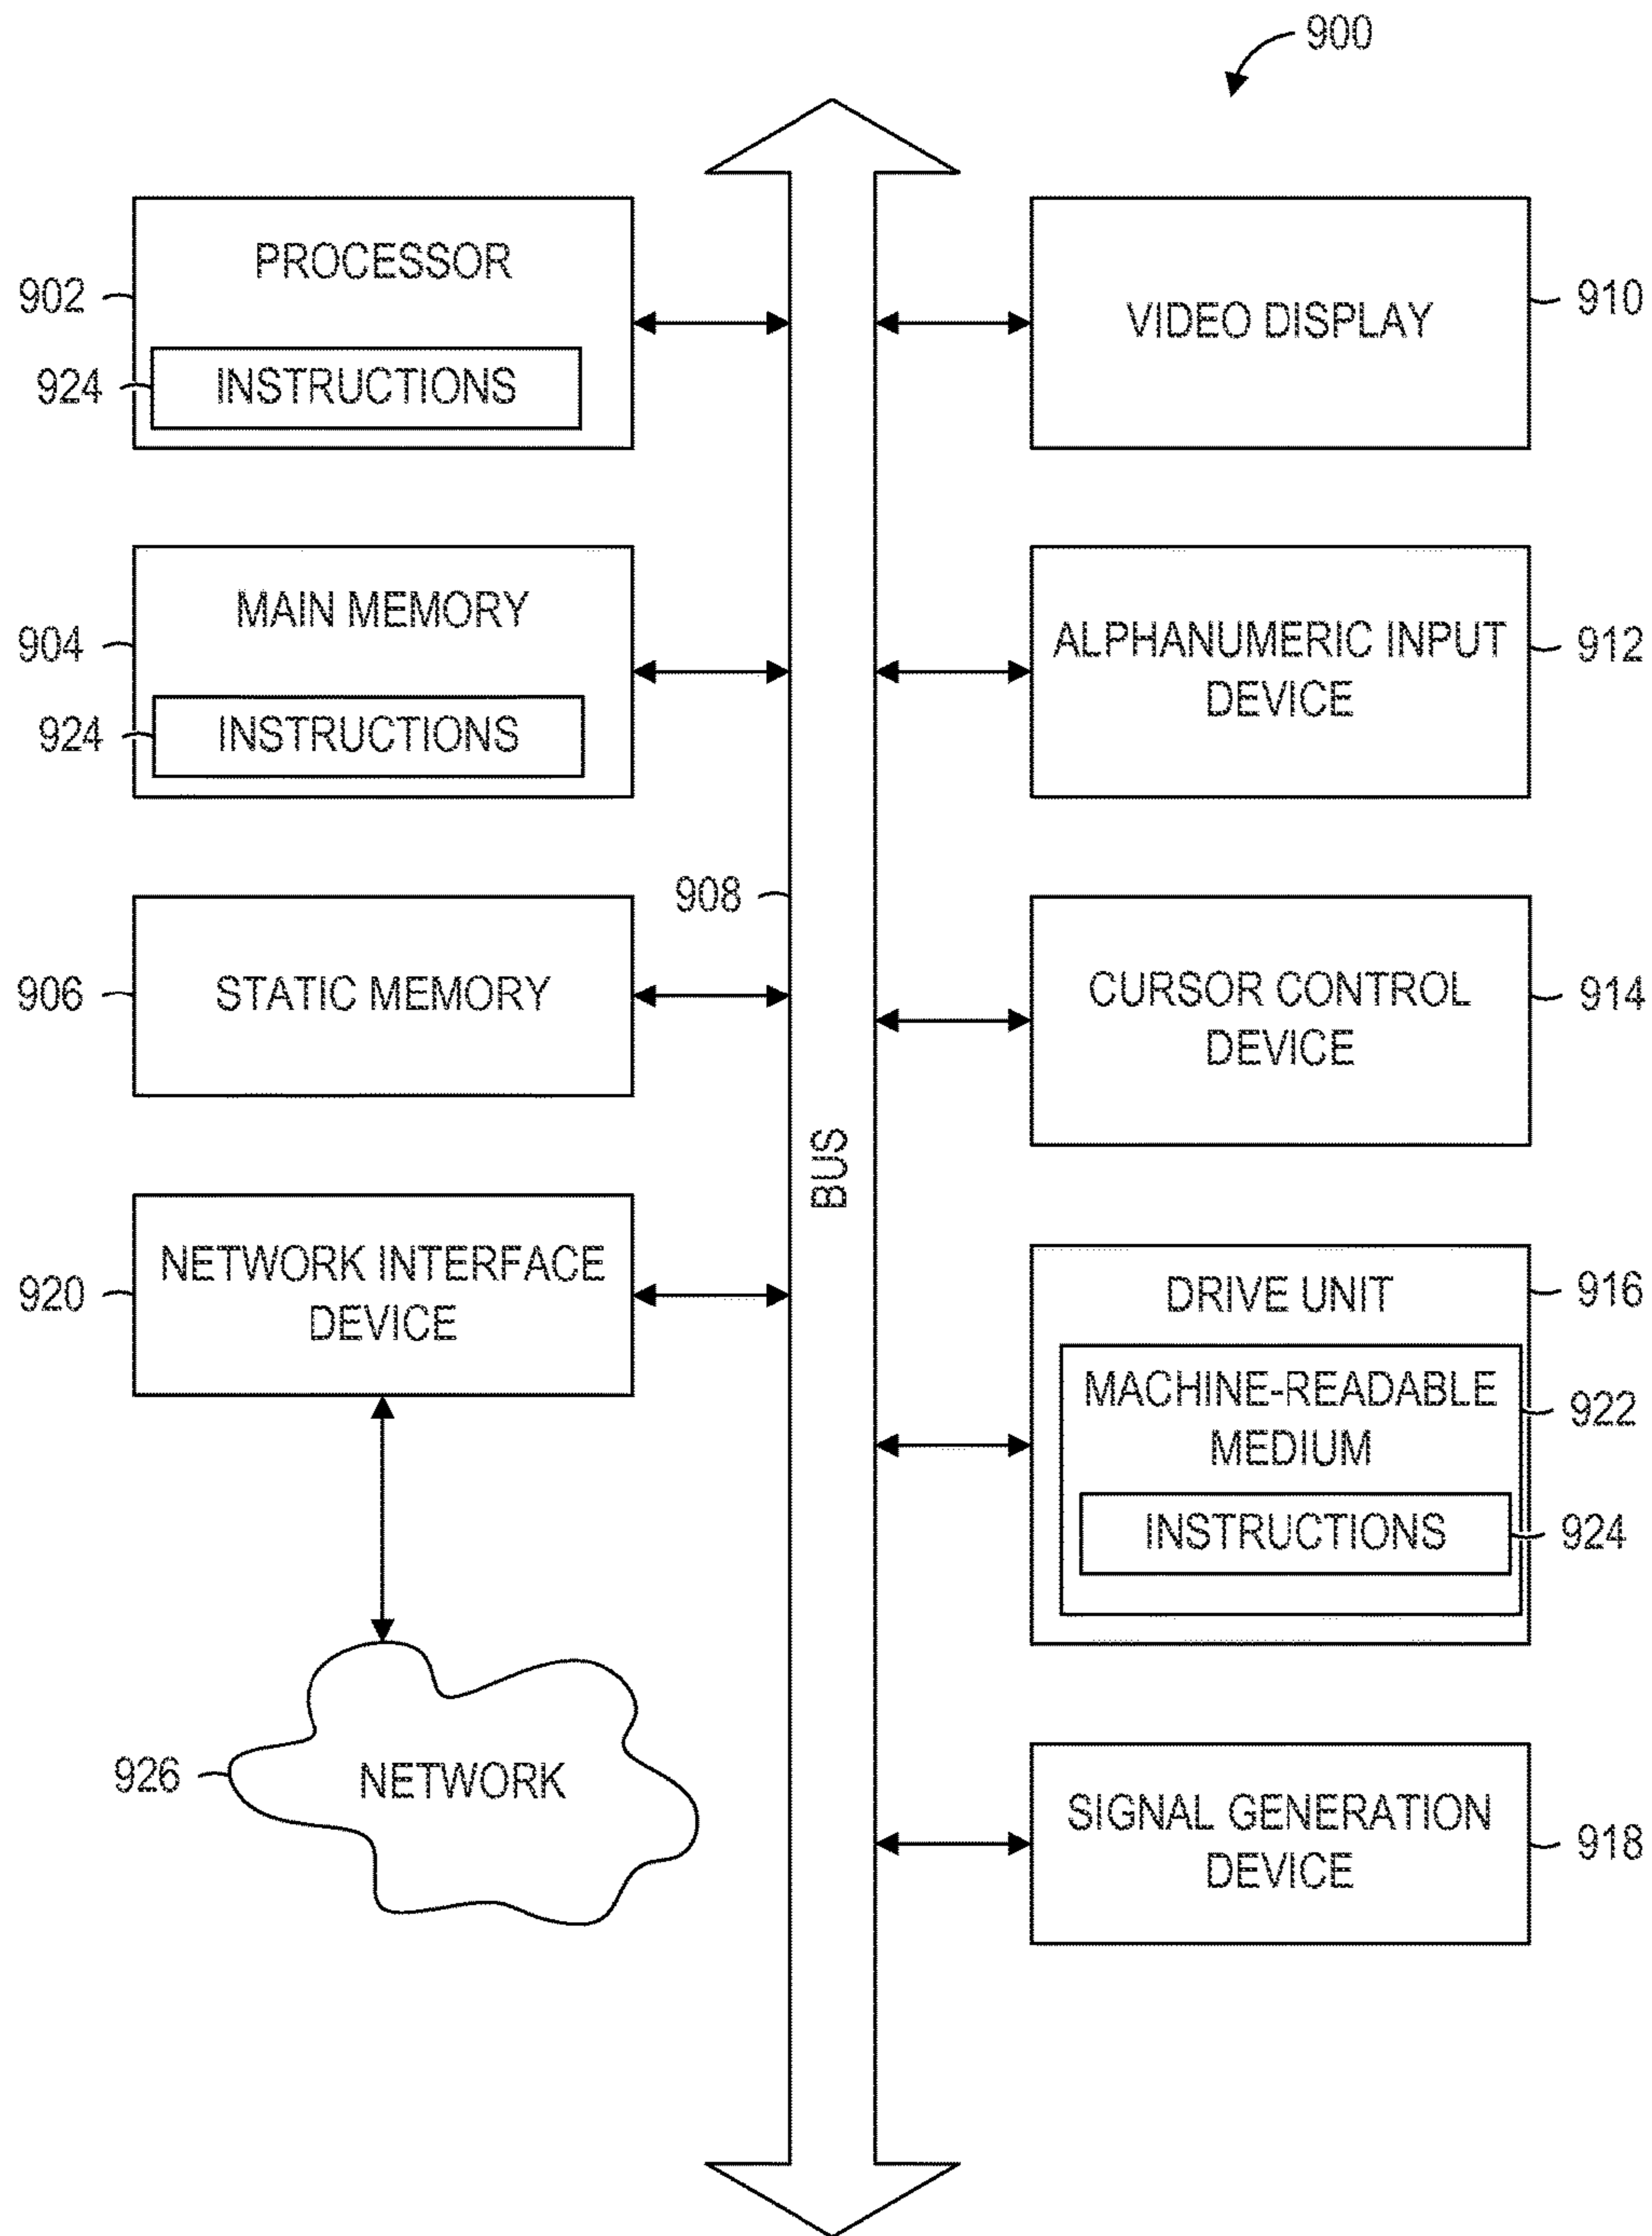 900
PROCESSOR
902
924
INSTRUCTIONS
MAIN MEMORY
904
924
INSTRUCTIONS
908
906
STATIC MEMORY
BUS
920
NETWORK INTERFACE
DEVICE
926
NETWORK
VIDEO DISPLAY
910
ALPHANUMERIC INPUT
DEVICE
912
CURSOR CONTROL
DEVICE
914
DRIVE UNIT
916
MACHINE-READABLE
MEDIUM
922
INSTRUCTIONS
924
SIGNAL GENERATION
DEVICE
918